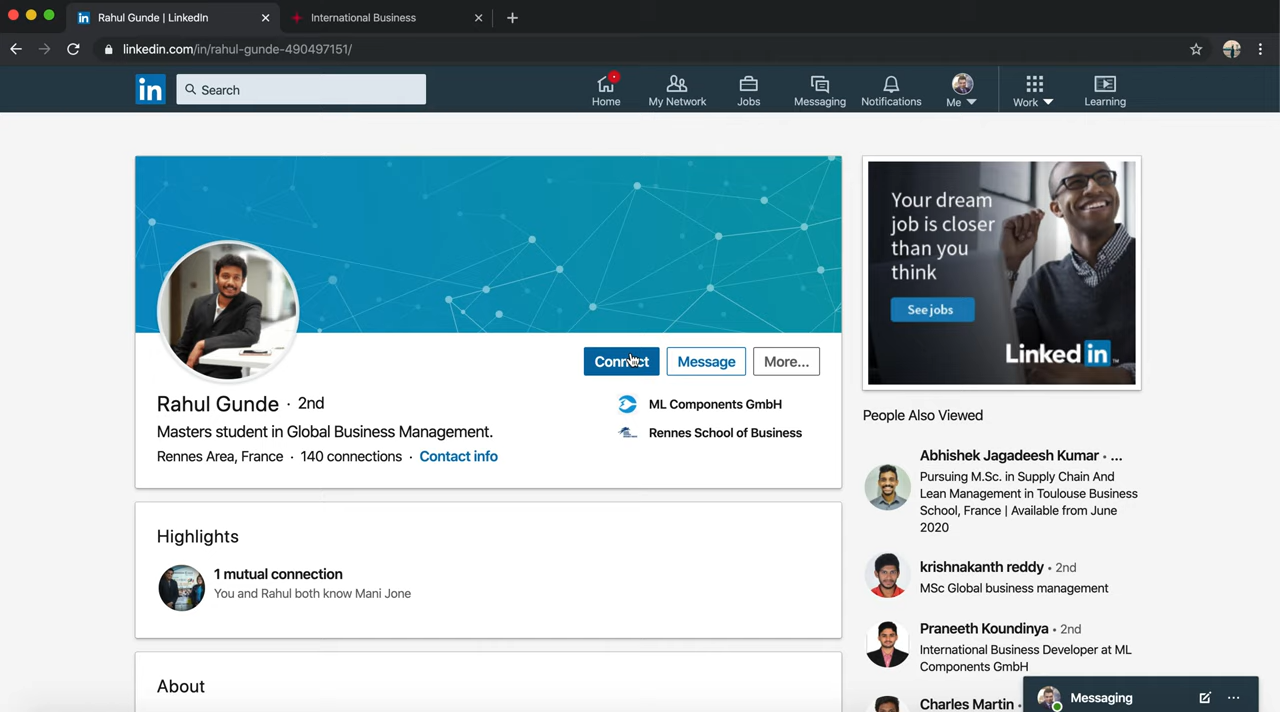 Rahul Gunde | LinkedIn
International Business
linkedin.com/in/rahul-gunde-490497151/
in
Search
Home
My Network
Jobs
Messaging
Notifications
Me
Work
Learning
Your dream
job is closer
than you
think
See jobs
Linked in
Connect
Message
More...
Rahul Gunde · 2nd
Masters student in Global Business Management.
Rennes Area, France · 140 connections · Contact info
ML Components GmbH
Rennes School of Business
Highlights
1 mutual connection
You and Rahul both know Mani Jone
About
People Also Viewed
Abhishek Jagadeesh Kumar • ...
Pursuing M.Sc. in Supply Chain And
Lean Management in Toulouse Business
School, France | Available from June
2020
krishnakanth reddy • 2nd
MSc Global business management
Praneeth Koundinya • 2nd
International Business Developer at ML
Components GmbH
Charles Martin •
Messaging